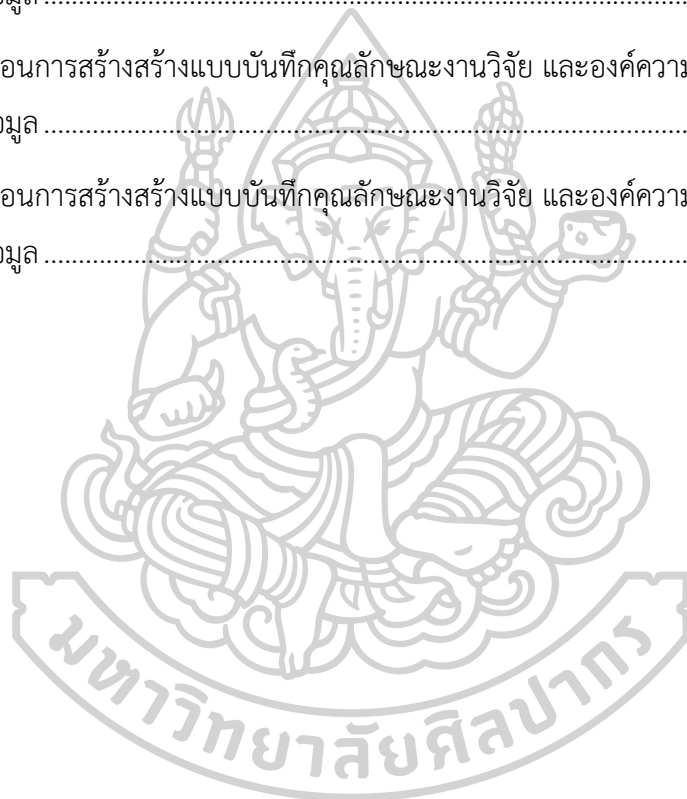 อมูล
อนการสร้างสร้างแบบบันทึกคุณลักษณะงานวิจัย และองค์ความ
อมูล
อนการสร้างสร้างแบบบันทึกคุณลักษณะงานวิจัย และองค์ความ
อมูล
มหาวิทยาลัยศิลปากร